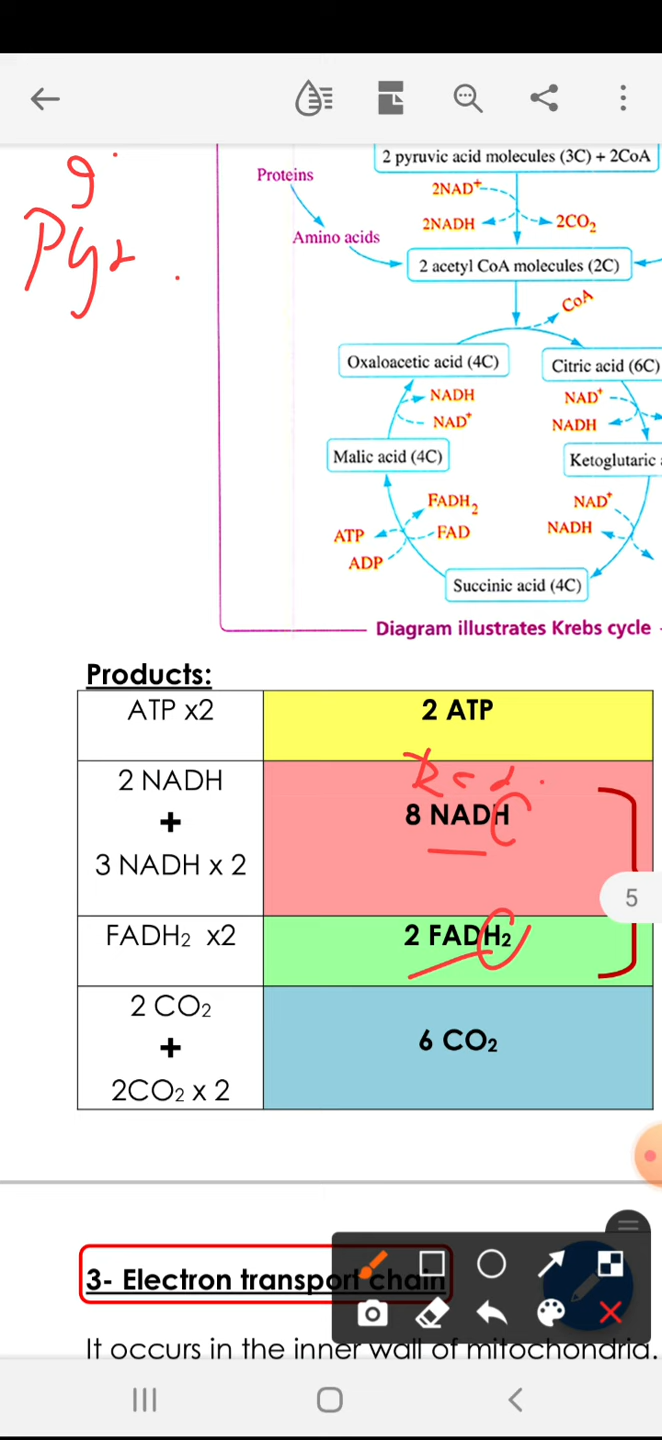 2 pyruvic acid molecules (3C) + 2CoA
Proteins
2NAD⁺
2NADH
2CO₂
Amino acids
2 acetyl CoA molecules (2C)
CoA
Oxaloacetic acid (4C)
Citric acid (6C)
NADH
NAD⁺
NAD⁺
NADH
Malic acid (4C)
Ketoglutaric
FADH₂
NAD⁺
ATP
FAD
NADH
ADP
Succinic acid (4C)
Diagram illustrates Krebs cycle
Products:
ATP x2
2 ATP
2 NADH
+
3 NADH x 2
Red.
8 NADH
5
FADH₂ x2
2 FADH₂
2 CO₂
+
2CO₂ x 2
6 CO₂
3- Electron transport chain
It occurs in the inner wall of mitochondria.